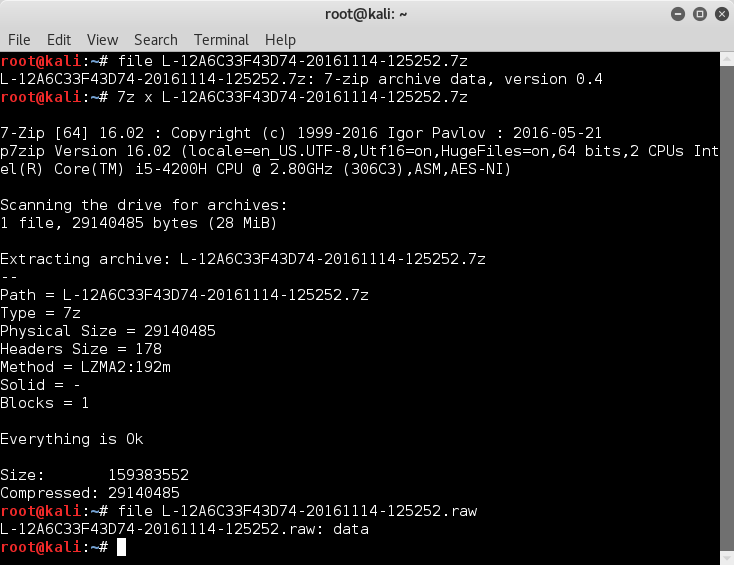 root@kali: ~
File Edit View Search Terminal Help
root@kali:~# file L-12A6C33F43D74-20161114-125252.7z
L-12A6C33F43D74-20161114-125252.7z: 7-zip archive data, version 0.4
root@kali:~# 7z x L-12A6C33F43D74-20161114-125252.7z
7-Zip [64] 16.02 : Copyright (c) 1999-2016 Igor Pavlov : 2016-05-21
p7zip Version 16.02 (locale=en_US.UTF-8,Utf16=on,HugeFiles=on,64 bits,2 CPUs Int
el(R) Core(TM) i5-4200H CPU @ 2.80GHz (306C3),ASM,AES-NI)
Scanning the drive for archives:
1 file, 29140485 bytes (28 MiB)
Extracting archive: L-12A6C33F43D74-20161114-125252.7z
--
Path = L-12A6C33F43D74-20161114-125252.7z
Type = 7z
Physical Size = 29140485
Headers Size = 178
Method = LZMA2:192m
Solid = -
Blocks = 1
Everything is Ok
Size:       159383552
Compressed: 29140485
root@kali:~# file L-12A6C33F43D74-20161114-125252.raw
L-12A6C33F43D74-20161114-125252.raw: data
root@kali:~#